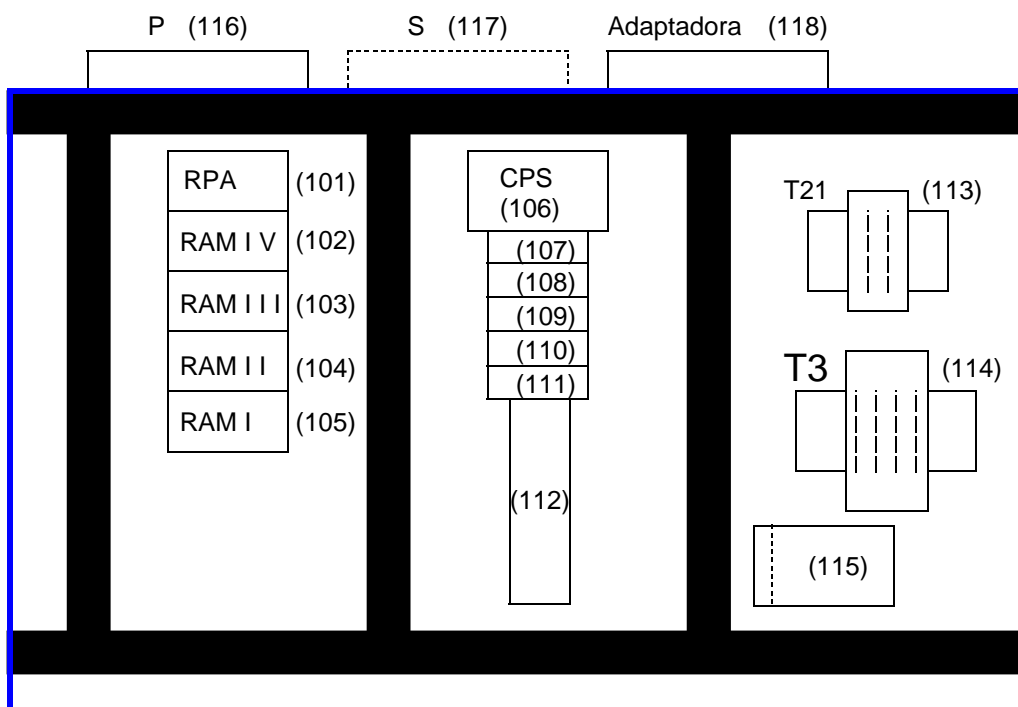 P (116)
S (117)
Adaptadora (118)
RPA (101)
RAM I V (102)
RAM I I I (103)
RAM I I (104)
RAM I (105)
CPS
(106)
(107)
(108)
(109)
(110)
(111)
(112)
T21 (113)
T3 (114)
(115)